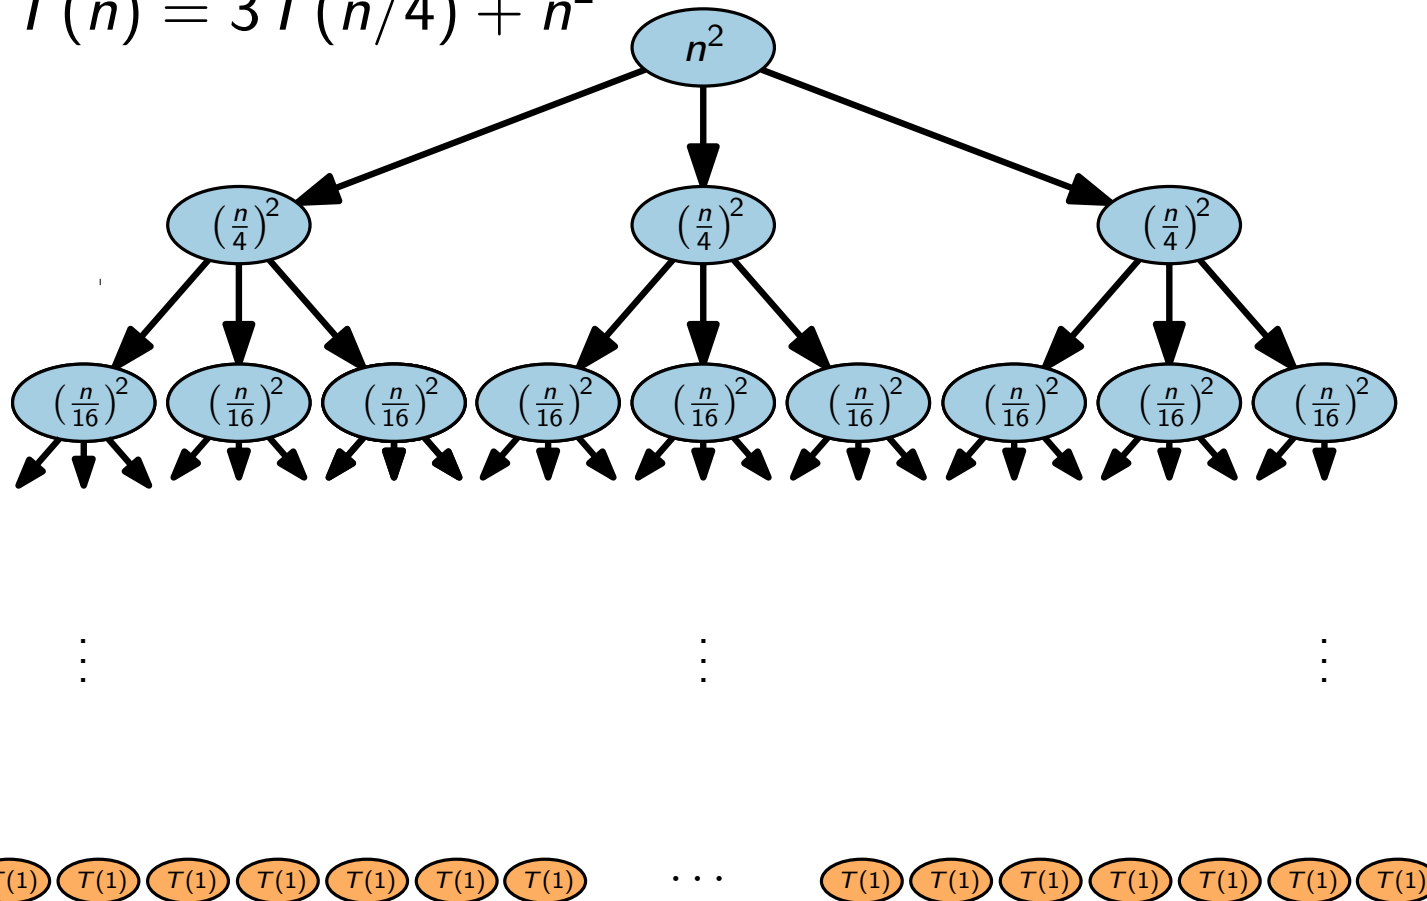 T(n) = 3T(n/4) + n²
n²
(n/4)² (n/4)² (n/4)²
(n/16)² (n/16)² (n/16)² (n/16)² (n/16)² (n/16)² (n/16)² (n/16)² (n/16)²
⋮ ⋮ ⋮
T(1) T(1) T(1) T(1) T(1) T(1) T(1) ⋯ T(1) T(1) T(1) T(1) T(1) T(1) T(1)